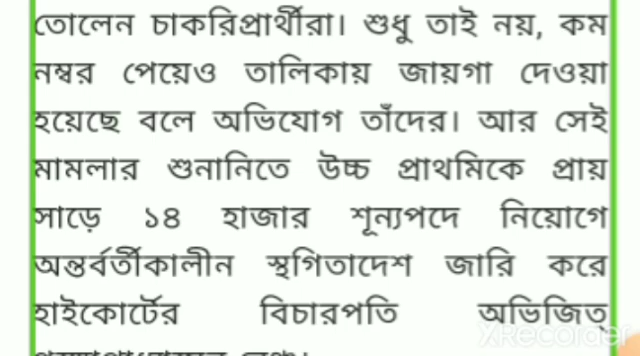 তোলেন চাকরিপ্রার্থীরা। শুধু তাই নয়, কম
নম্বর পেয়েও তালিকায় জায়গা দেওয়া
হয়েছে বলে অভিযোগ তাঁদের। আর সেই
মামলার শুনানিতে উচ্চ প্রাথমিকে প্রায়
সাড়ে ১৪ হাজার শূন্যপদে নিয়োগে
অন্তর্বর্তীকালীন স্থগিতাদেশ জারি করে
হাইকোর্টের বিচারপতি অভিজিত্‍
XRecorder